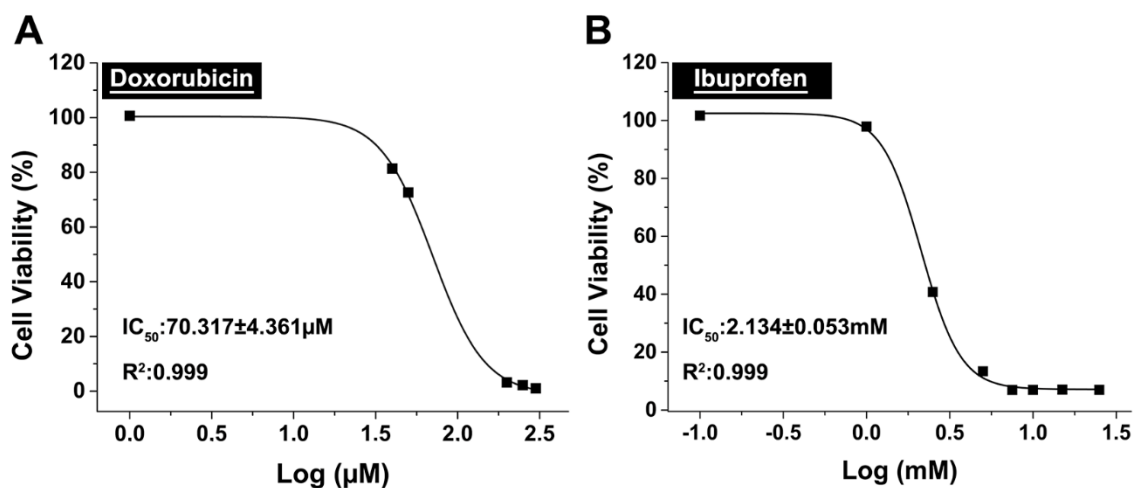 A
Doxorubicin
Cell Viability (%)
120
100
80
60
40
20
0
IC₅₀:70.317±4.361µM
R²:0.999
0.0 0.5 1.0 1.5 2.0 2.5
Log (µM)
B
Ibuprofen
Cell Viability (%)
120
100
80
60
40
20
0
IC₅₀:2.134±0.053mM
R²:0.999
-1.0 -0.5 0.0 0.5 1.0 1.5
Log (mM)